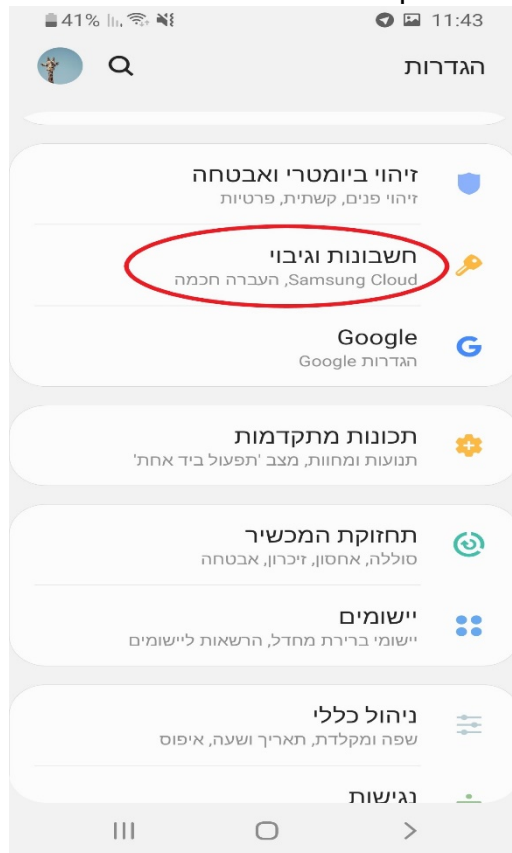 41% 11:43
הגדרות
זיהוי ביומטרי ואבטחה
זיהוי פנים, קשתית, פרטיות
חשבונות וגיבוי
Samsung Cloud, העברה חכמה
Google
הגדרות Google
תכונות מתקדמות
תנועות ומחוות, מצב 'תפעול ביד אחת'
תחזוקת המכשיר
סוללה, אחסון, זיכרון, אבטחה
יישומים
יישומי ברירת מחדל, הרשאות ליישומים
ניהול כללי
שפה ומקלדת, תאריך ושעה, איפוס
נגישות